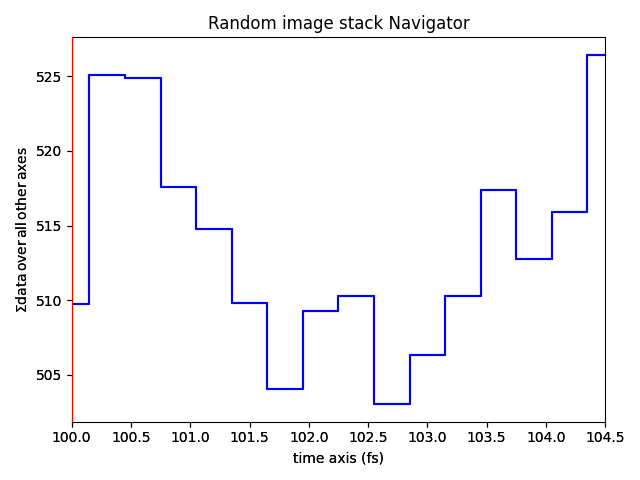 Random image stack Navigator
Σdata over all other axes
525
520
515
510
505
100.0 100.5 101.0 101.5 102.0 102.5 103.0 103.5 104.0 104.5
time axis (fs)